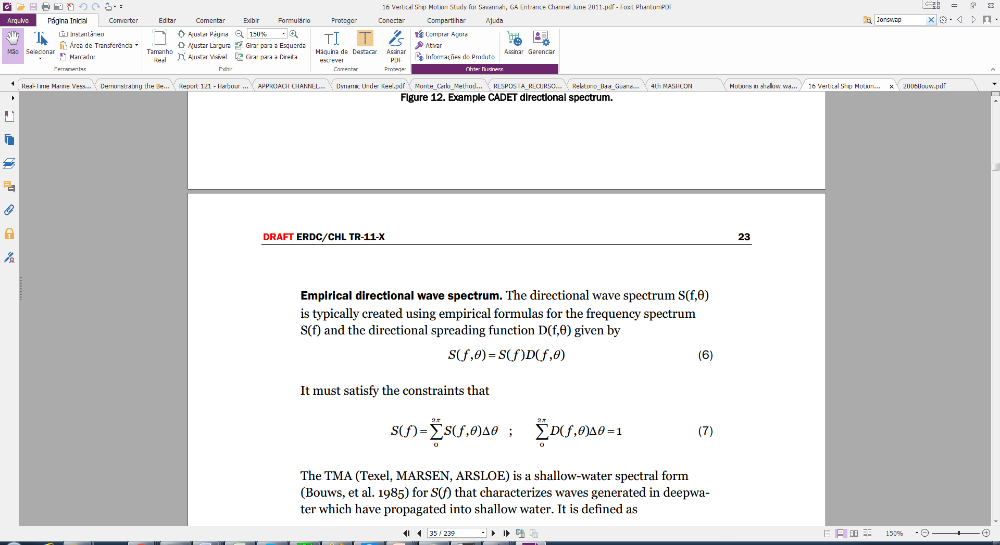 16 Vertical Ship Motion Study for Savannah, GA Entrance Channel June 2011.pdf - Foxit PhantomPDF
Arquivo Página Inicial Converter Editar Comentar Exibir Formulário Proteger Conectar Compartilhar Ajuda Jonswap
Mão
Selecionar
Instantâneo
Área de Transferência
Marcador
Ferramentas
Tamanho
Real
Ajustar Página
Ajustar Largura
Ajustar Visível
150%
Girar para a Esquerda
Girar para a Direita
Exibir
Máquina de
escrever
Destacar
Comentar
Assinar
PDF
Proteger
Comprar Agora
Ativar
Informações do Produto
Assinar
Gerenciar
Obter Business
Real-Time Marine Vess... Demonstrating the Be... Report 121 - Harbour ... APPROACH CHANNEL... Dynamic Under Keel.pdf Monte_Carlo_Method... RESPOSTA_RECURSO... Relatorio_Baia_Guana... 4th MASHCON Motions in shallow wa... 16 Vertical Ship Motion... 2006Bouw.pdf
Figure 12. Example CADET directional spectrum.
DRAFT ERDC/CHL TR-11-X 23
Empirical directional wave spectrum. The directional wave spectrum S(f,θ)
is typically created using empirical formulas for the frequency spectrum
S(f) and the directional spreading function D(f,θ) given by
S(f,θ)=S(f)D(f,θ) (6)
It must satisfy the constraints that
S(f)=∑₀^2π S(f,θ)Δθ ; ∑₀^2π D(f,θ)Δθ=1 (7)
The TMA (Texel, MARSEN, ARSLOE) is a shallow-water spectral form
(Bouws, et al. 1985) for S(f) that characterizes waves generated in deepwa-
ter which have propagated into shallow water. It is defined as
35 / 239
150%